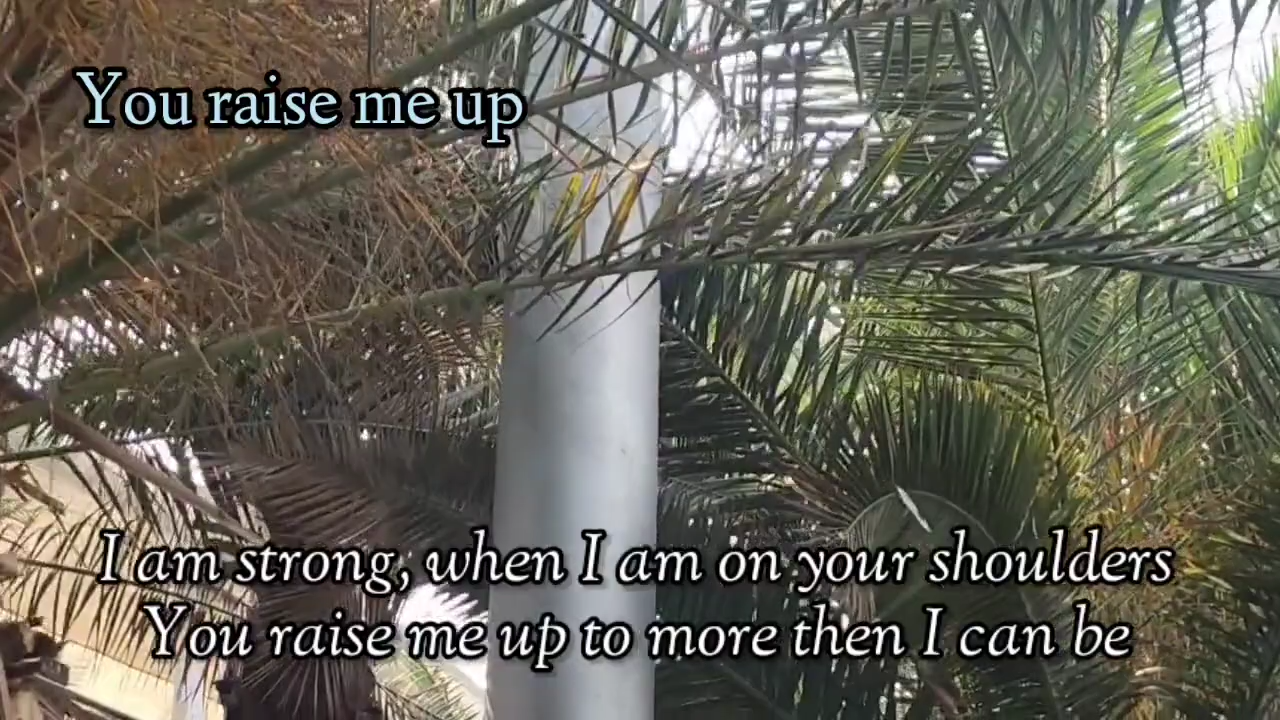 You raise me up
I am strong, when I am on your shoulders
You raise me up to more then I can be